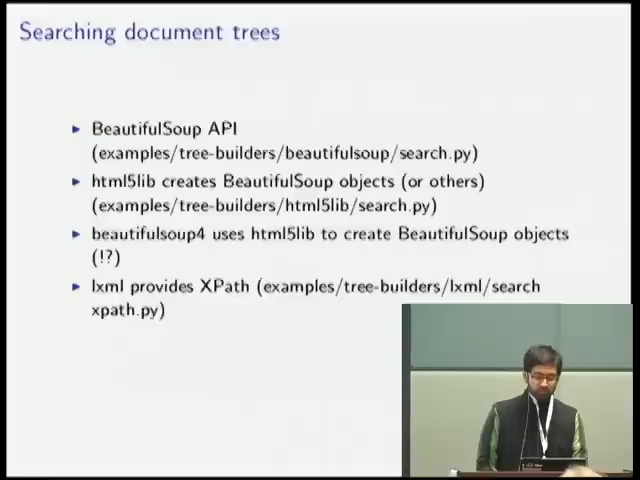 Searching document trees
BeautifulSoup API
(examples/tree-builders/beautifulsoup/search.py)
html5lib creates BeautifulSoup objects (or others)
(examples/tree-builders/html5lib/search.py)
beautifulsoup4 uses html5lib to create BeautifulSoup objects
(!?)
lxml provides XPath (examples/tree-builders/lxml/search
xpath.py)